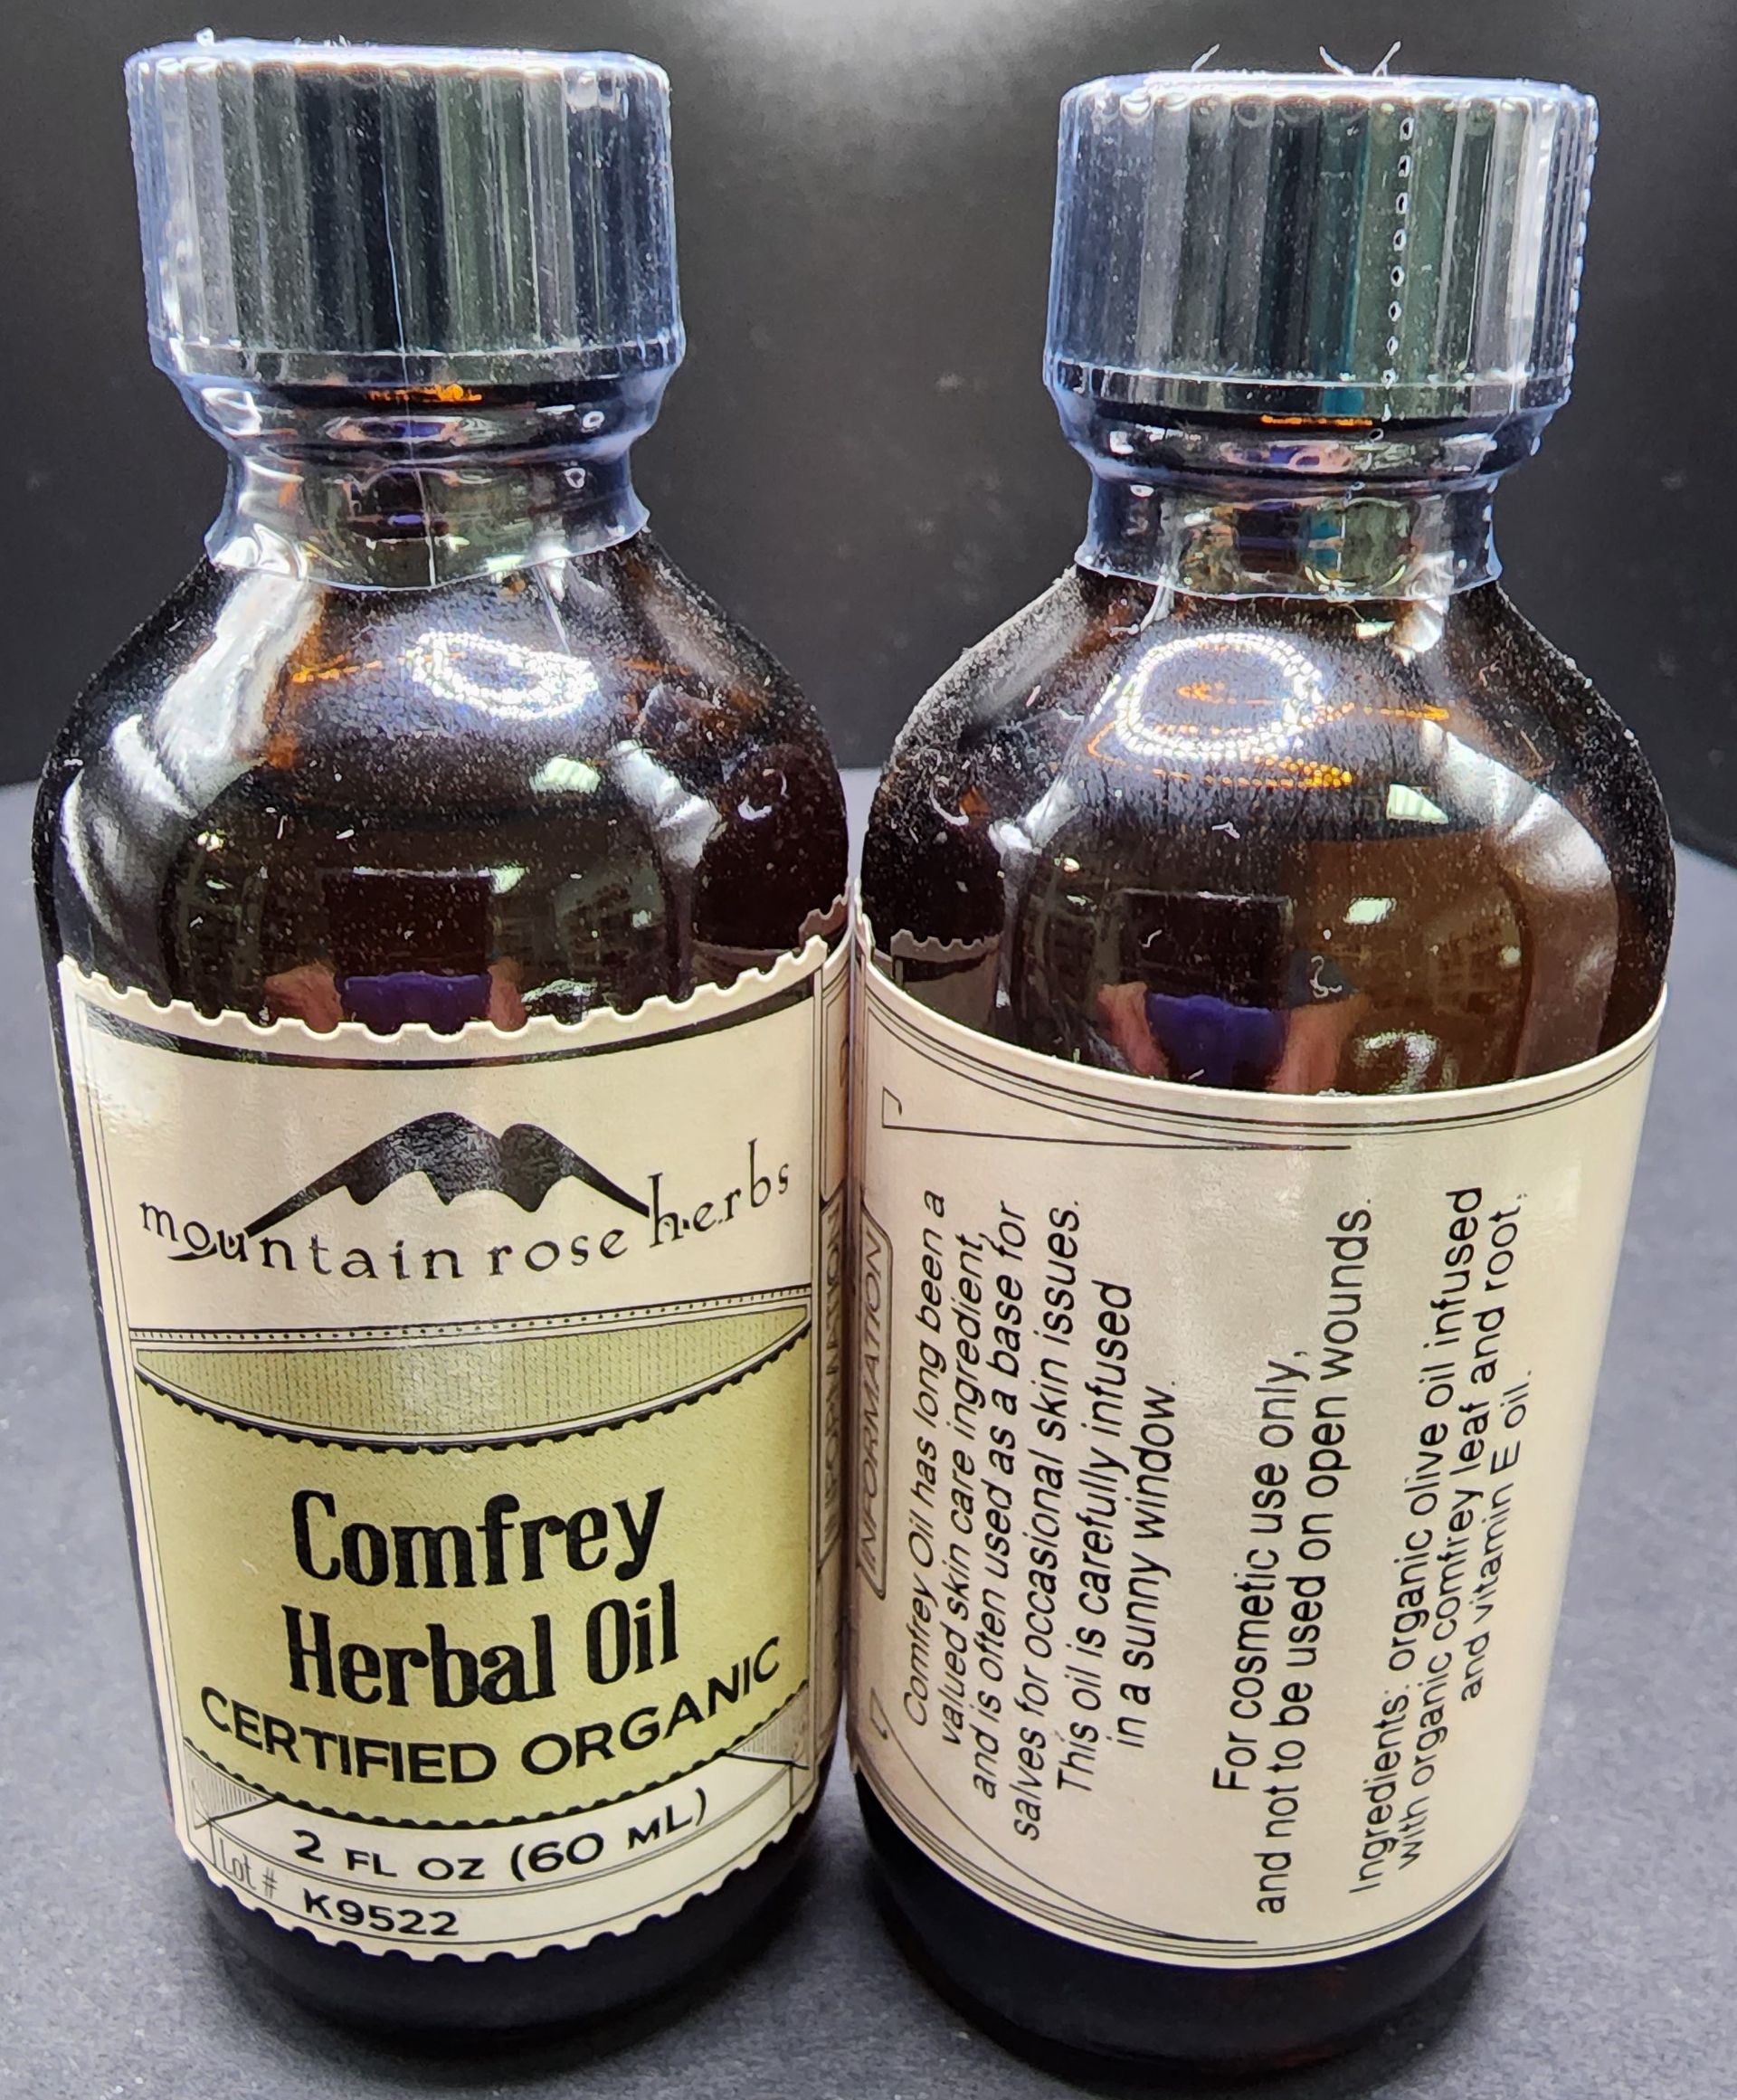 mountain rose herbs
Comfrey
Herbal Oil
CERTIFIED ORGANIC
2 FL OZ (60 ML)
Lot # K9522
INFORMATION
INFORMATION
Comfrey Oil has long been a
valued skin care ingredient,
and is often used as a base for
salves for occasional skin issues.
This oil is carefully infused
in a sunny window.
For cosmetic use only,
and not to be used on open wounds.
Ingredients: organic olive oil infused
with organic comfrey leaf and root,
and vitamin E oil.